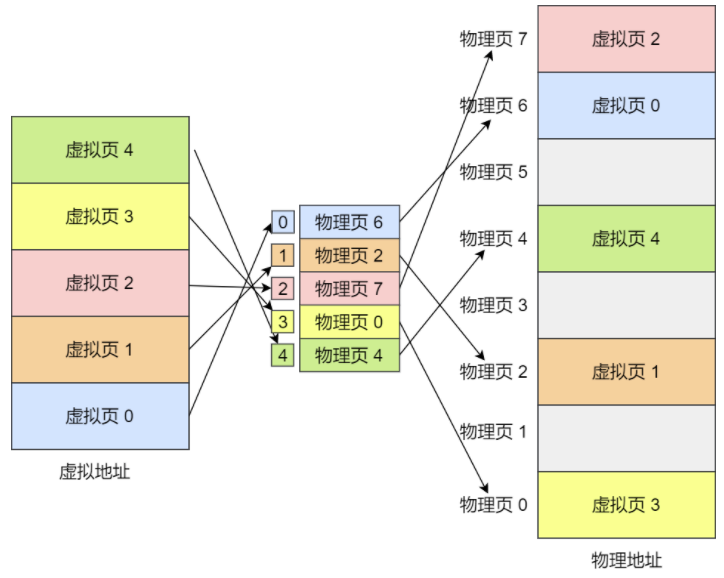 虚拟页 4
虚拟页 3
虚拟页 2
虚拟页 1
虚拟页 0
虚拟地址
0 物理页 6
1 物理页 2
2 物理页 7
3 物理页 0
4 物理页 4
物理页 7 虚拟页 2
物理页 6 虚拟页 0
物理页 5
物理页 4 虚拟页 4
物理页 3
物理页 2 虚拟页 1
物理页 1
物理页 0 虚拟页 3
物理地址